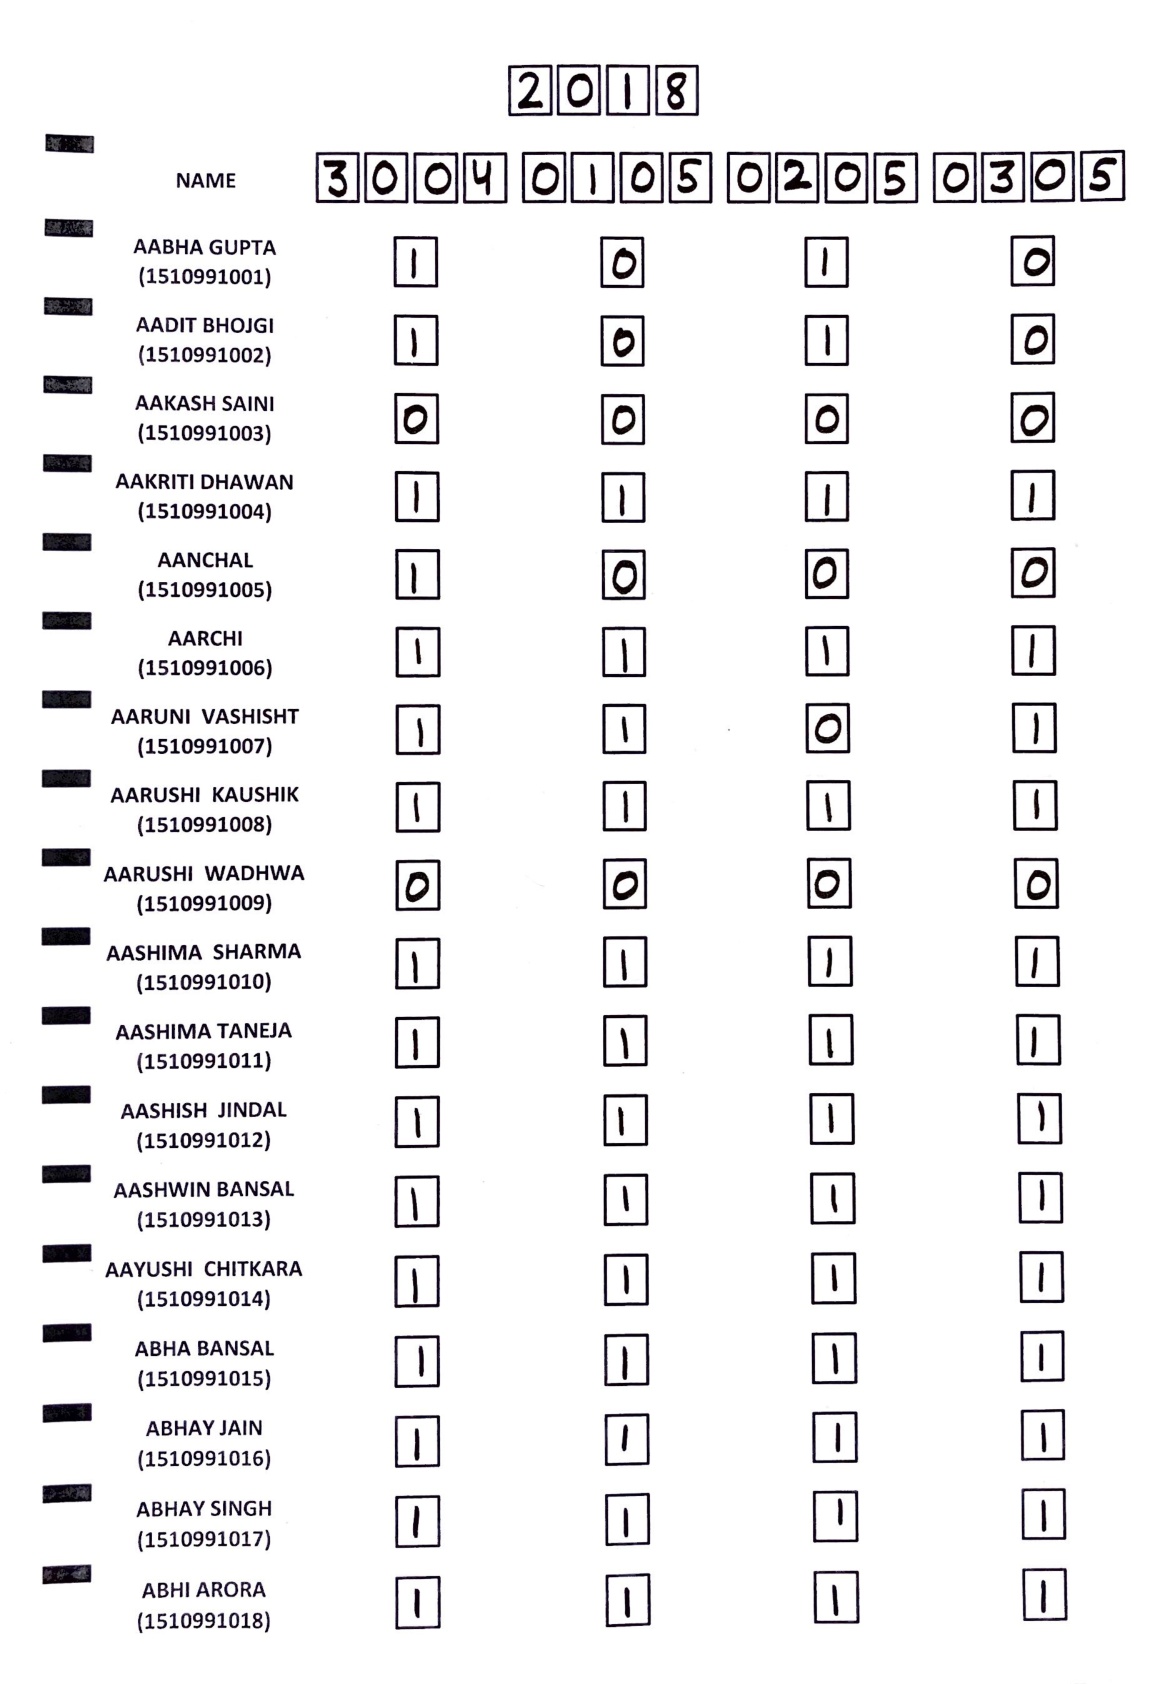 2018
NAME 3004 0105 0205 0305
AABHA GUPTA 1 0 1 0
(1510991001)
AADIT BHOJGI 1 0 1 0
(1510991002)
AAKASH SAINI 0 0 0 0
(1510991003)
AAKRITI DHAWAN 1 1 1 1
(1510991004)
AANCHAL 1 0 0 0
(1510991005)
AARCHI 1 1 1 1
(1510991006)
AARUNI VASHISHT 1 1 0 1
(1510991007)
AARUSHI KAUSHIK 1 1 1 1
(1510991008)
AARUSHI WADHWA 0 0 0 0
(1510991009)
AASHIMA SHARMA 1 1 1 1
(1510991010)
AASHIMA TANEJA 1 1 1 1
(1510991011)
AASHISH JINDAL 1 1 1 1
(1510991012)
AASHWIN BANSAL 1 1 1 1
(1510991013)
AAYUSHI CHITKARA 1 1 1 1
(1510991014)
ABHA BANSAL 1 1 1 1
(1510991015)
ABHAY JAIN 1 1 1 1
(1510991016)
ABHAY SINGH 1 1 1 1
(1510991017)
ABHI ARORA 1 1 1 1
(1510991018)